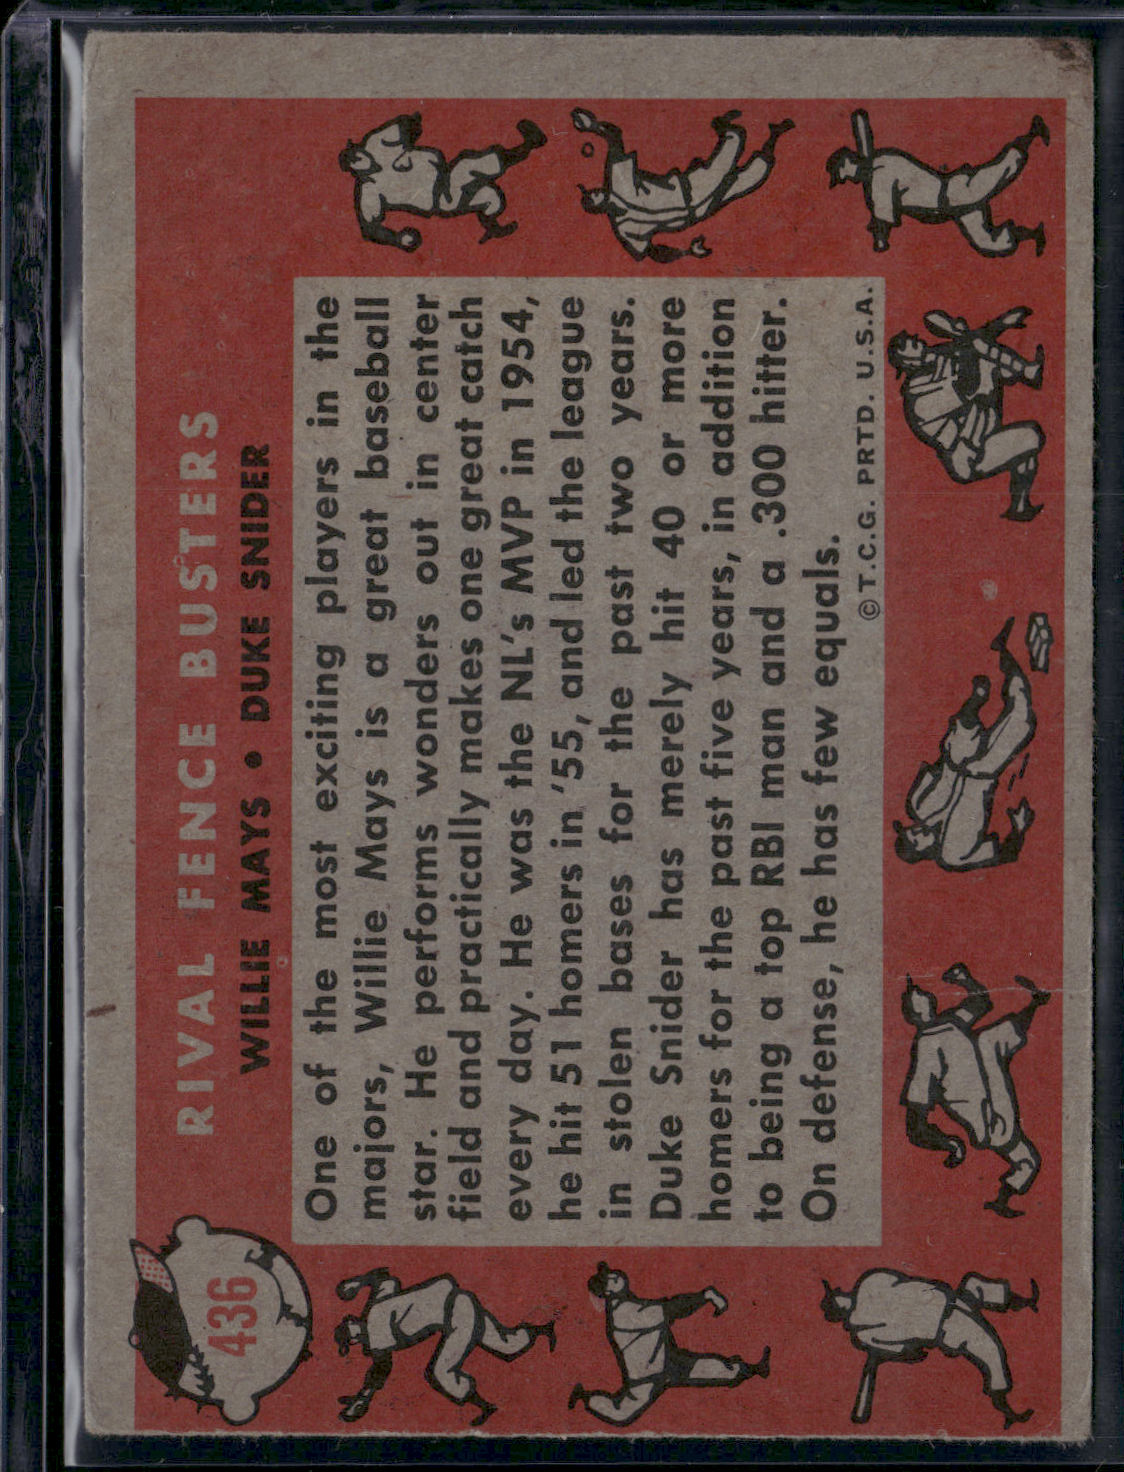 436
RIVAL FENCE BUSTERS
WILLIE MAYS • DUKE SNIDER
One of the most exciting players in the
majors, Willie Mays is a great baseball
star. He performs wonders out in center
field and practically makes one great catch
every day. He was the NL's MVP in 1954,
he hit 51 homers in '55, and led the league
in stolen bases for the past two years.
Duke Snider has merely hit 40 or more
homers for the past five years, in addition
to being a top RBI man and a .300 hitter.
On defense, he has few equals.
© T.C.G. PRTD. U.S.A.